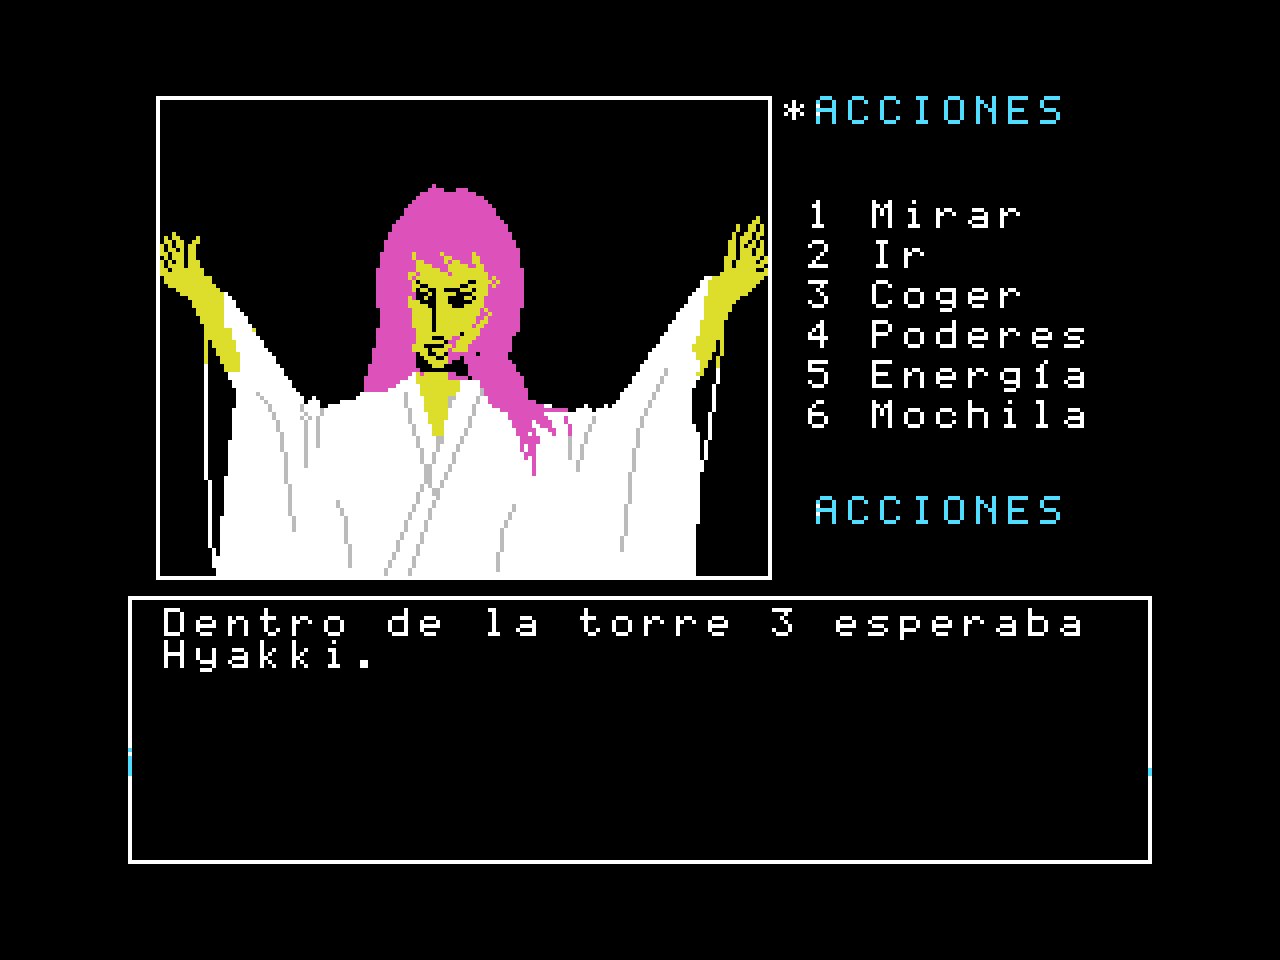 *ACCIONES
1 Mirar
2 Ir
3 Coger
4 Poderes
5 Energía
6 Mochila
ACCIONES
Dentro de la torre 3 esperaba
Hyakki.